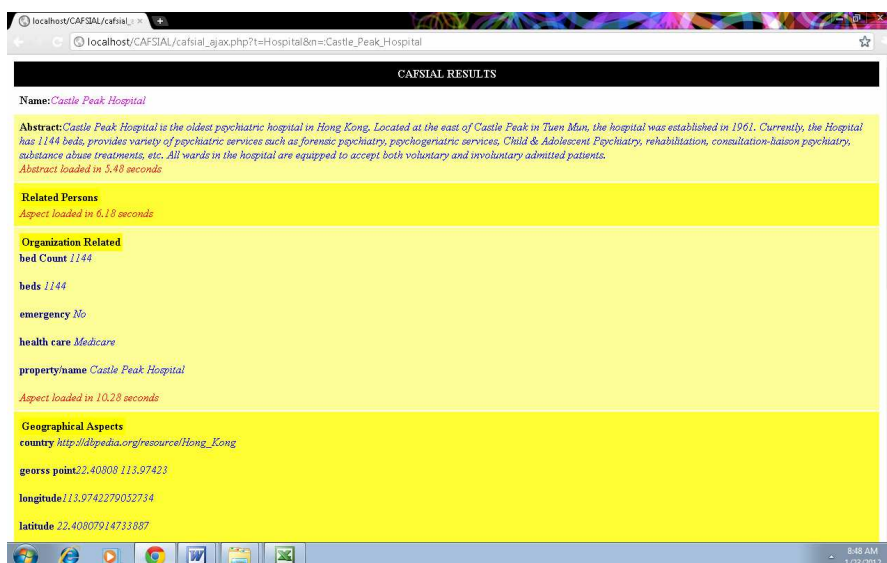 localhost/CAFSIAL/cafsial_
localhost/CAFSIAL/cafsial_ajax.php?t=Hospital&n=:Castle_Peak_Hospital
CAFSIAL RESULTS
Name:Castle Peak Hospital
Abstract:Castle Peak Hospital is the oldest psychiatric hospital in Hong Kong. Located at the east of Castle Peak in Tuen Mun, the hospital was established in 1961. Currently, the Hospital
has 1144 beds, provides variety of psychiatric services such as forensic psychiatry, psychogeriatric services, Child & Adolescent Psychiatry, rehabilitation, consultation-liaison psychiatry,
substance abuse treatments, etc. All wards in the hospital are equipped to accept both voluntary and involuntary admitted patients.
Abstract loaded in 5.48 seconds
Related Persons
Aspect loaded in 6.18 seconds
Organization Related
bed Count 1144
beds 1144
emergency No
health care Medicare
property/name Castle Peak Hospital
Aspect loaded in 10.28 seconds
Geographical Aspects
country http://dbpedia.org/resource/Hong_Kong
georss point22.40808 113.97423
longitude113.9742279052734
latitude 22.40807914733887
8:48 AM
1/23/2012